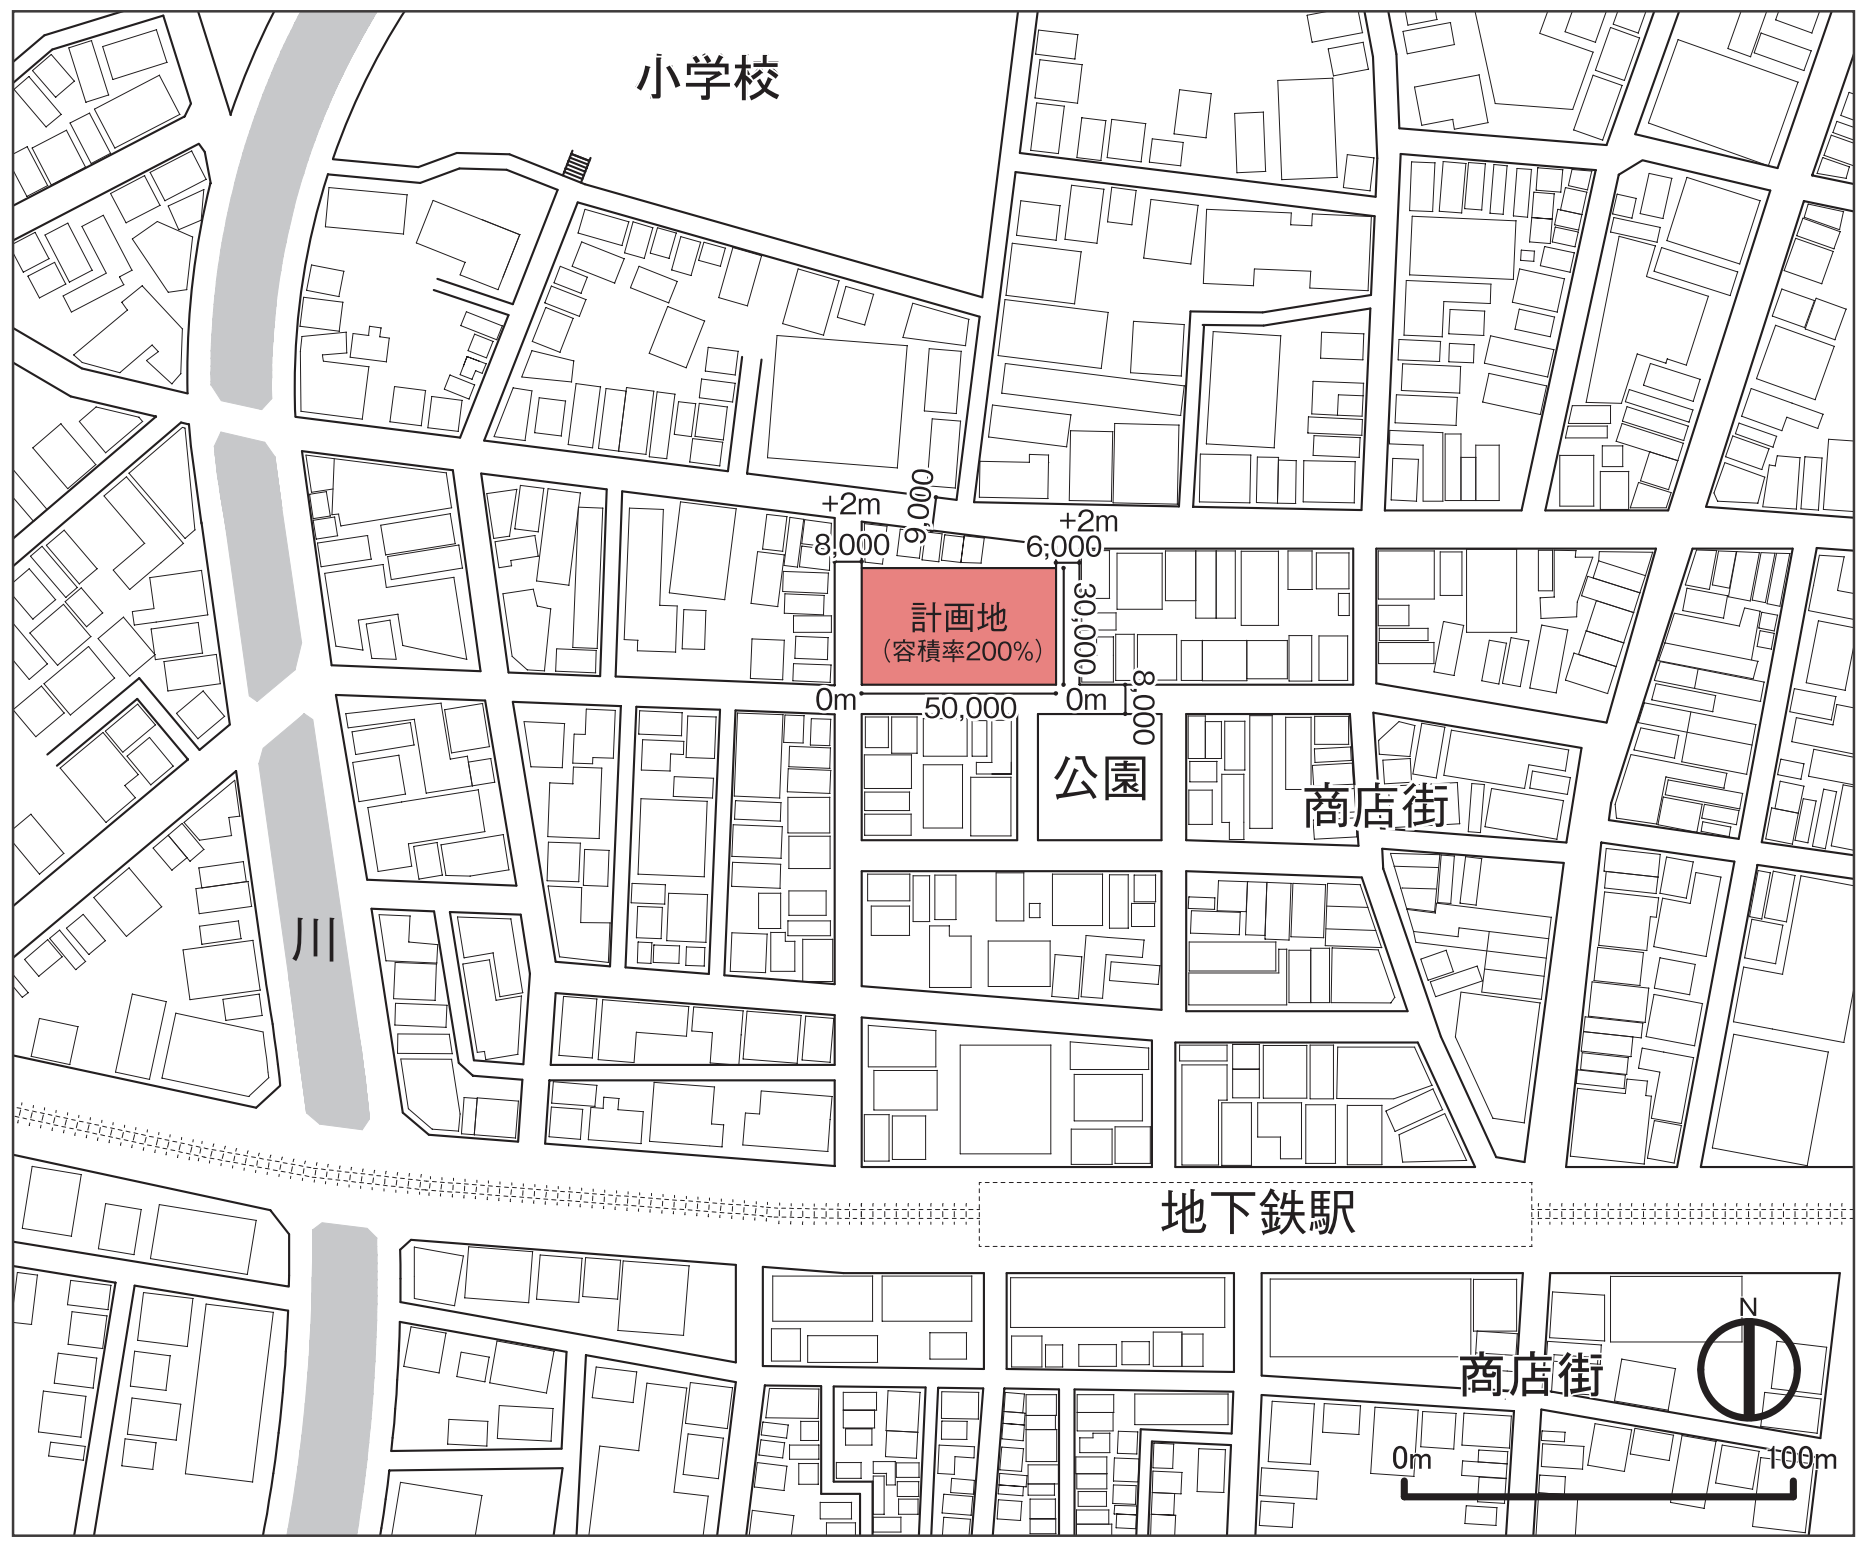 小学校
+2m
9,000
+2m
8,000
6,000
計画地
(容積率200%)
30,000
0m
50,000
0m
8,000
公園
商店街
川
地下鉄駅
N
商店街
0m
100m